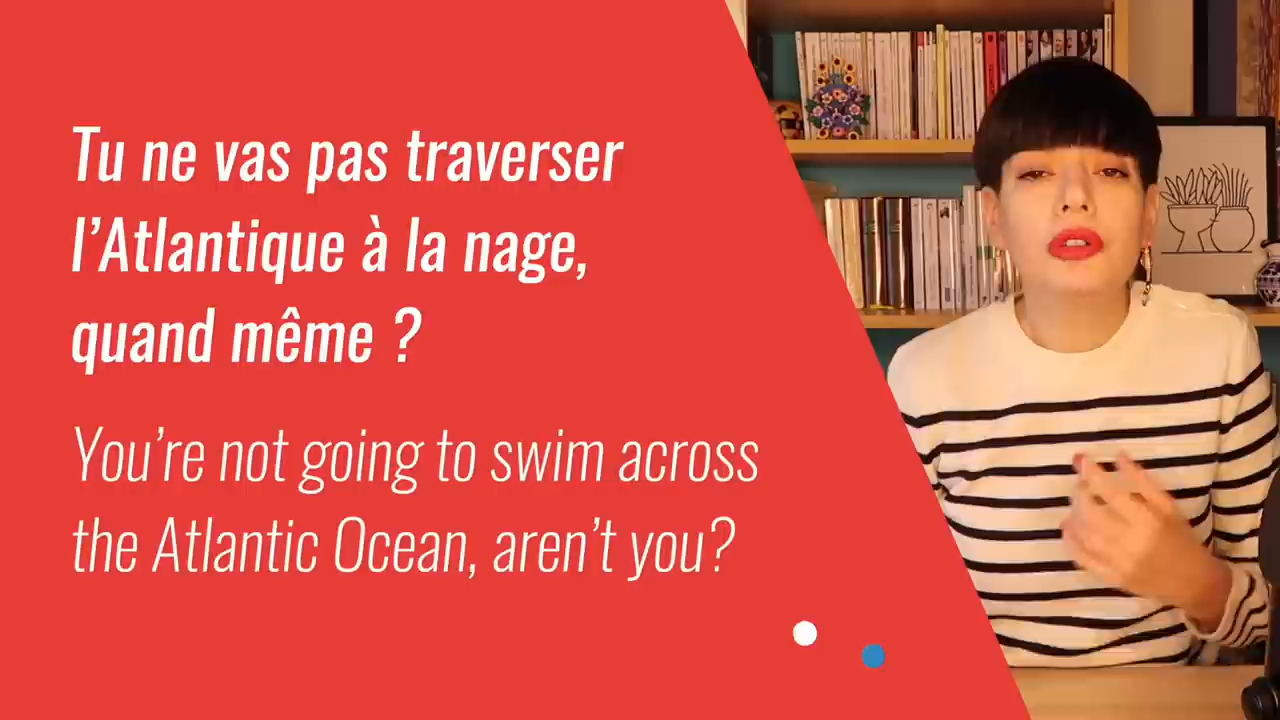 Tu ne vas pas traverser
l’Atlantique à la nage,
quand même ?
You’re not going to swim across
the Atlantic Ocean, aren’t you?